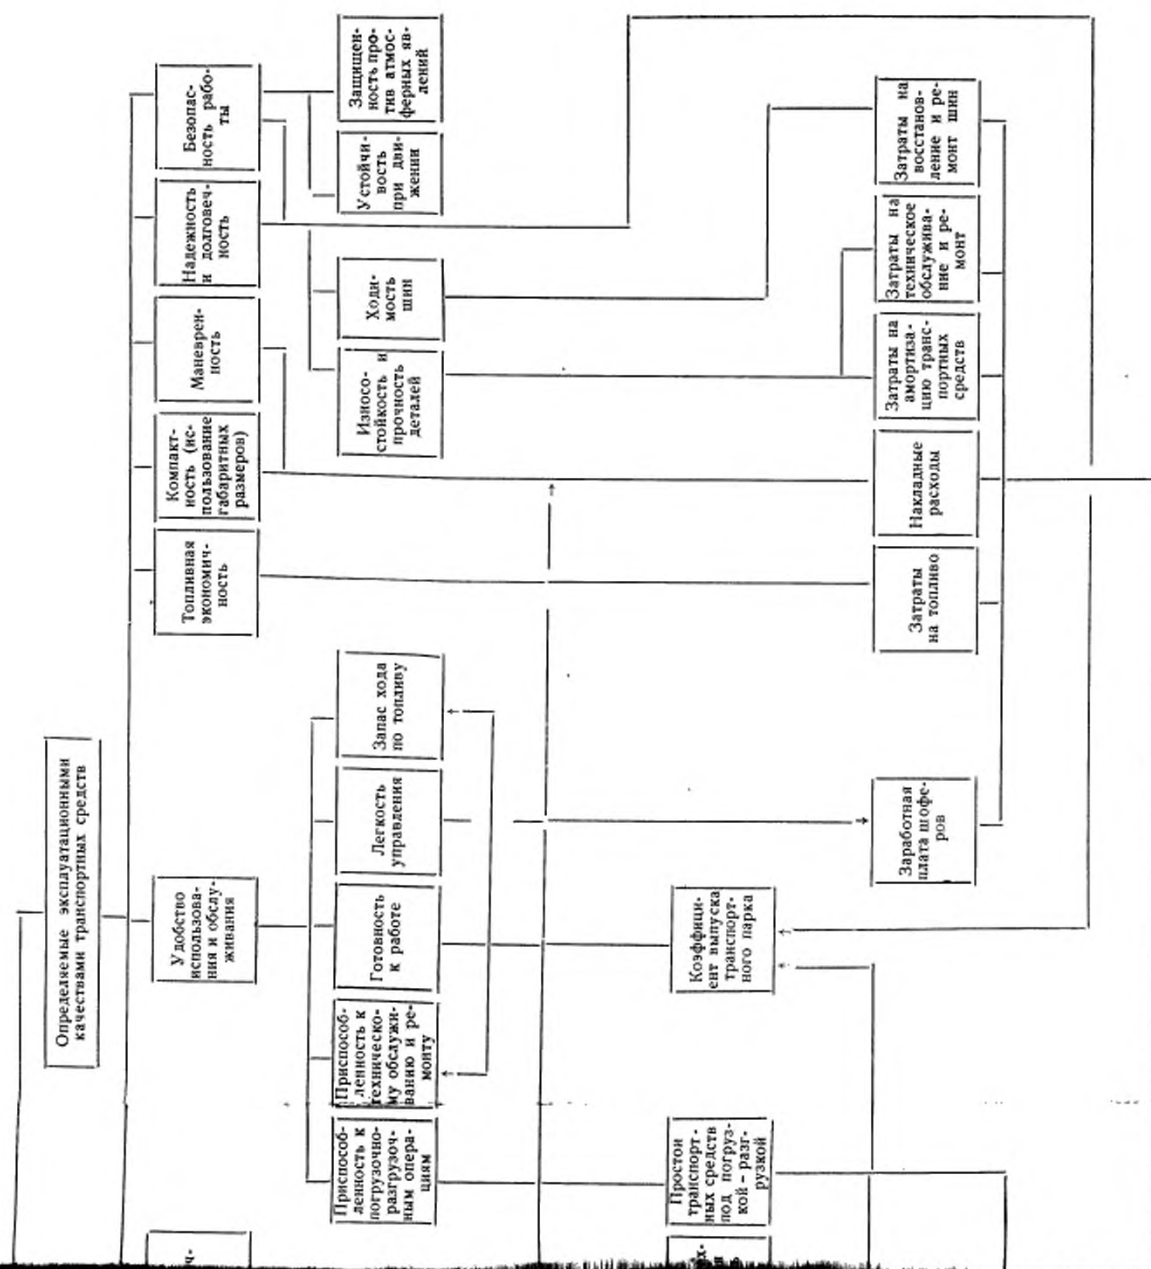 Определяемые эксплуатационными
качествами транспортных средств
Удобство
использова-
ния и обслу-
живания
Топливная
экономич-
ность
Компакт-
ность (ис-
пользование
габаритных
размеров)
Маневрен-
ность
Надежность
и долговеч-
ность
Безопас-
ность рабо-
ты
Приспособ-
ленность к
погрузочно-
разгрузоч-
ным опера-
циям
Приспособ-
ленность к
техническо-
му обслужи-
ванию и ре-
монту
Готовность
к работе
Легкость
управления
Запас хода
по топливу
Износо-
стойкость и
прочность
деталей
Ходи-
мость
шин
Устойчи-
вость
при дви-
жении
Защищен-
ность про-
тив атмос-
ферных яв-
лений
Простои
транспорт-
ных средств
под погруз-
кой – разг-
рузкой
Коэффици-
ент выпуска
транспорт-
ного парка
Заработная
плата шофе-
ров
Затраты
на топливо
Накладные
расходы
Затраты на
амортиза-
цию транс-
портных
средств
Затраты на
техническое
обслужива-
ние и ре-
монт
Затраты на
восстанов-
ление и ре-
монт шин